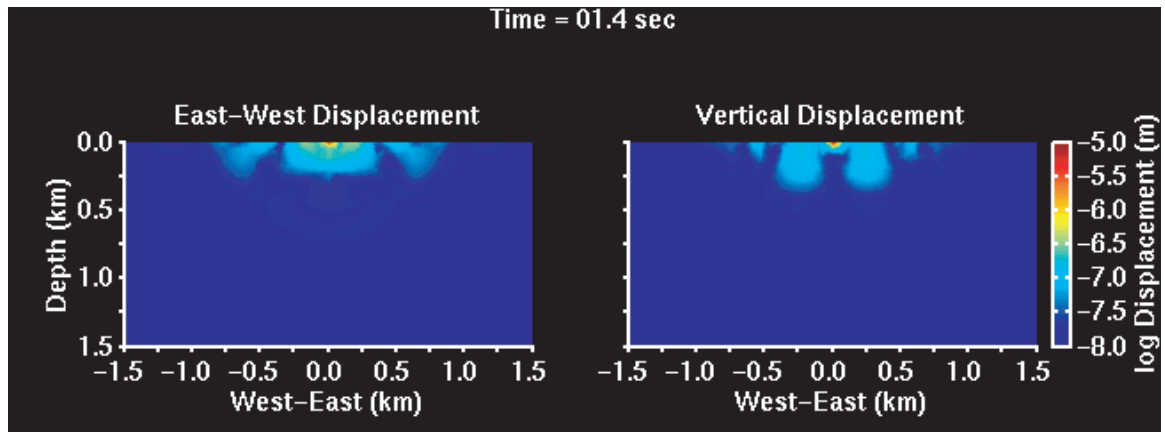 Time = 01.4 sec
East-West Displacement
Vertical Displacement
0.0
0.5
1.0
1.5
Depth (km)
-1.5 -1.0 -0.5 0.0 0.5 1.0 1.5
West-East (km)
-1.5 -1.0 -0.5 0.0 0.5 1.0 1.5
West-East (km)
-5.0
-5.5
-6.0
-6.5
-7.0
-7.5
-8.0
log Displacement (m)